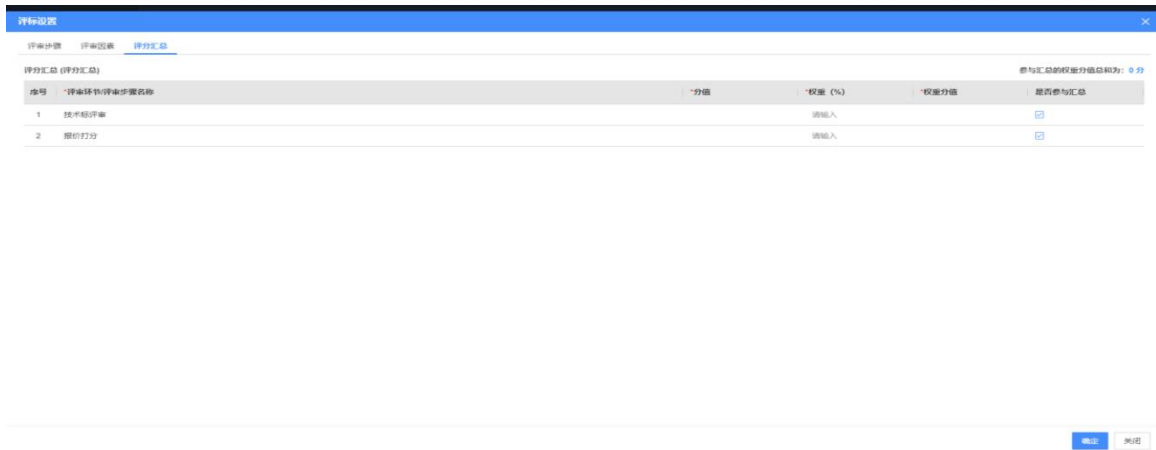 评标设置
评审步骤 评审因素 评分汇总
评分汇总 (评分汇总) 参与汇总的权重分值总和为：0 分
序号 *评审环节/评审步骤名称 *分值 *权重 (%) *权重分值 是否参与汇总
1 技术标评审 请输入
2 报价打分 请输入
确定 关闭